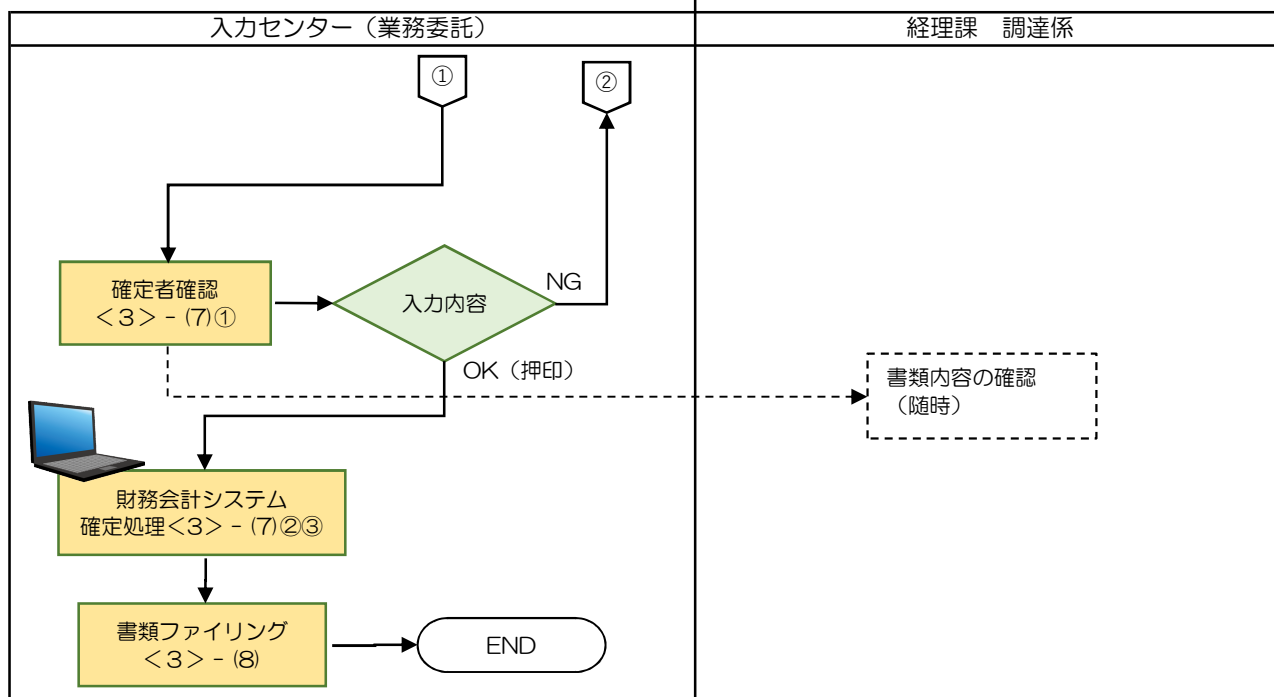 入力センター（業務委託）
経理課　調達係
①
②
確定者確認
＜３＞－⑺①
入力内容
NG
OK（押印）
書類内容の確認
（随時）
財務会計システム
確定処理＜３＞－⑺②③
書類ファイリング
＜３＞－⑻
END